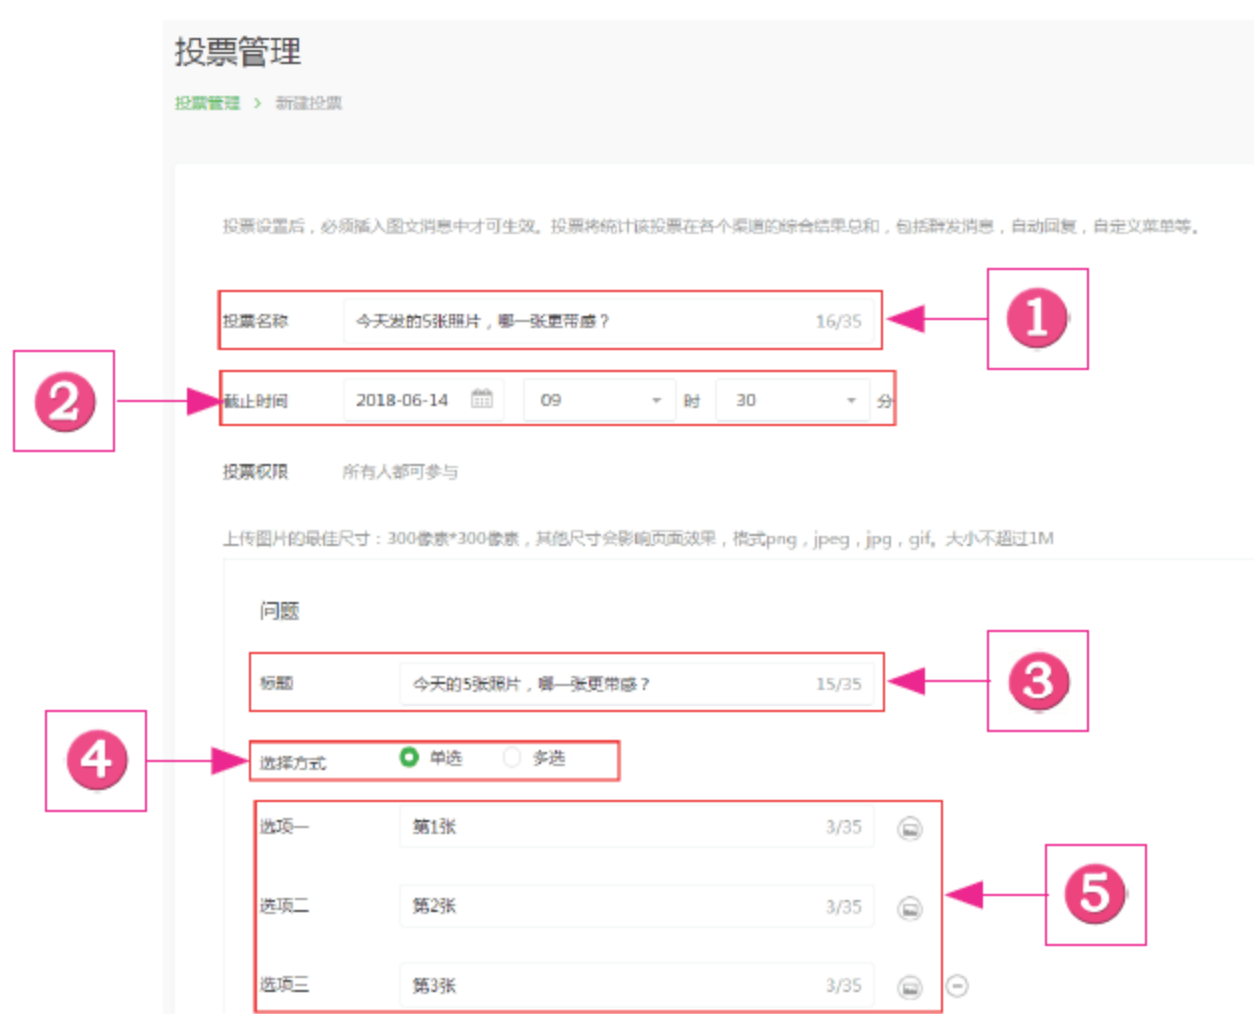 投票管理
投票管理 > 新建投票
投票设置后，必须插入图文消息中才可生效。投票将统计该投票在各个渠道的综合结果总和，包括群发消息，自动回复，自定义菜单等。
投票名称 今天发的5张照片，哪一张更带感？ 16/35
1
2
截止时间 2018-06-14 09 时 30 分
投票权限 所有人都可参与
上传图片的最佳尺寸：300像素*300像素，其他尺寸会影响页面效果，格式png，jpeg，jpg，gif。大小不超过1M
问题
标题 今天的5张照片，哪一张更带感？ 15/35
3
4
选择方式 单选 多选
选项一 第1张 3/35
选项二 第2张 3/35
5
选项三 第3张 3/35